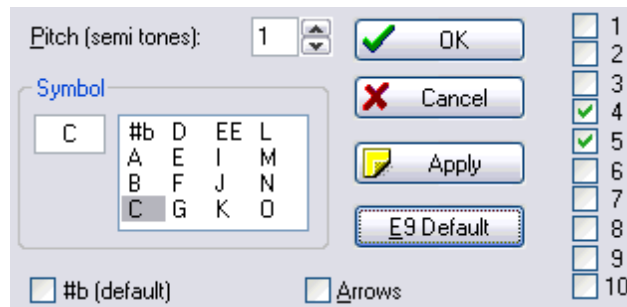 Pitch (semi tones): 1
OK
Cancel
Apply
E9 Default
Symbol
C
#b D EE L
A E I M
B F J N
C G K O
#b (default)
Arrows
1
2
3
4
5
6
7
8
9
10